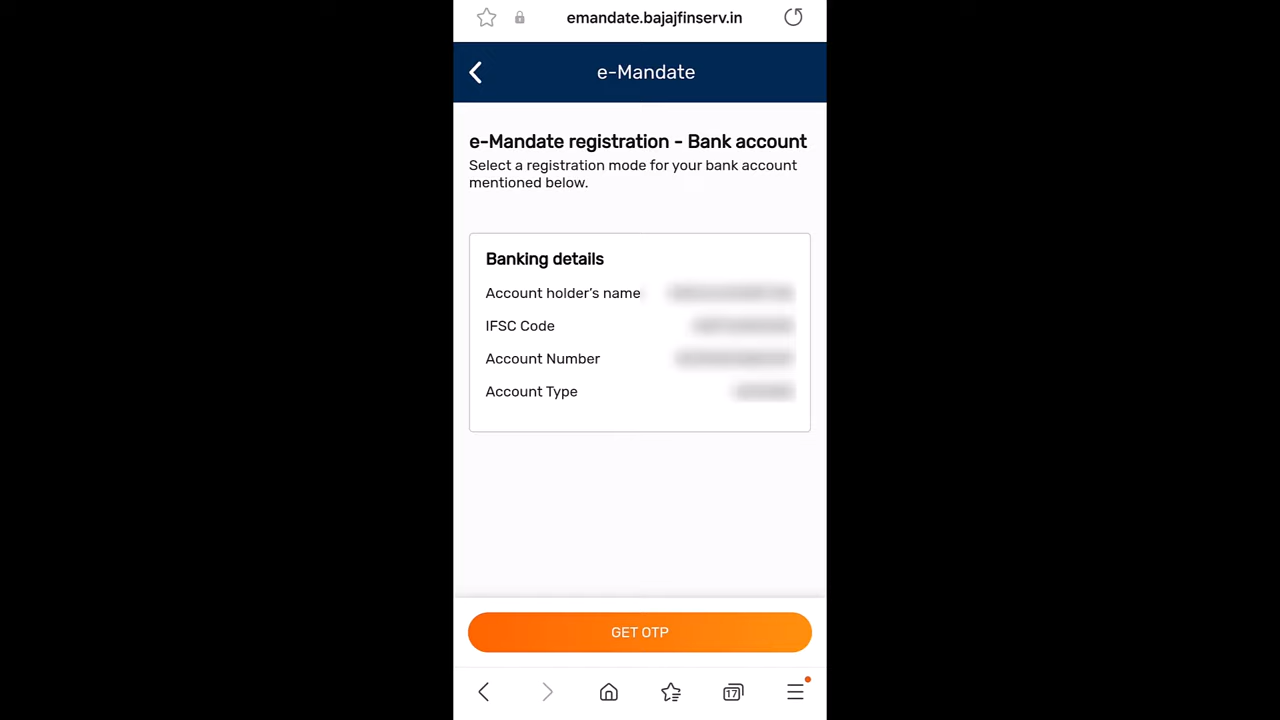 emandate.bajajfinserv.in
e-Mandate
e-Mandate registration - Bank account
Select a registration mode for your bank account
mentioned below.
Banking details
Account holder's name
IFSC Code
Account Number
Account Type
GET OTP
17